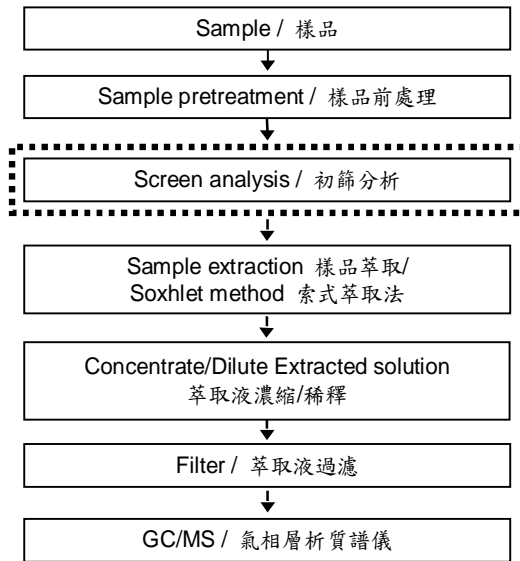 Sample / 樣品
Sample pretreatment / 樣品前處理
Screen analysis / 初篩分析
Sample extraction 樣品萃取/
Soxhlet method 索式萃取法
Concentrate/Dilute Extracted solution
萃取液濃縮/稀釋
Filter / 萃取液過濾
GC/MS / 氣相層析質譜儀